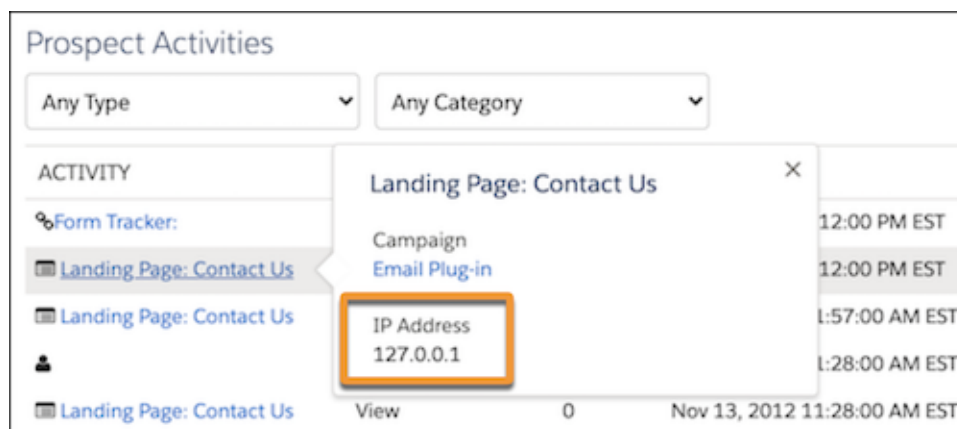 Prospect Activities
Any Type
Any Category
ACTIVITY
Landing Page: Contact Us
Campaign
Email Plug-in
IP Address
127.0.0.1
Form Tracker:
12:00 PM EST
Landing Page: Contact Us
12:00 PM EST
Landing Page: Contact Us
:57:00 AM EST
:28:00 AM EST
Landing Page: Contact Us View 0 Nov 13, 2012 11:28:00 AM EST